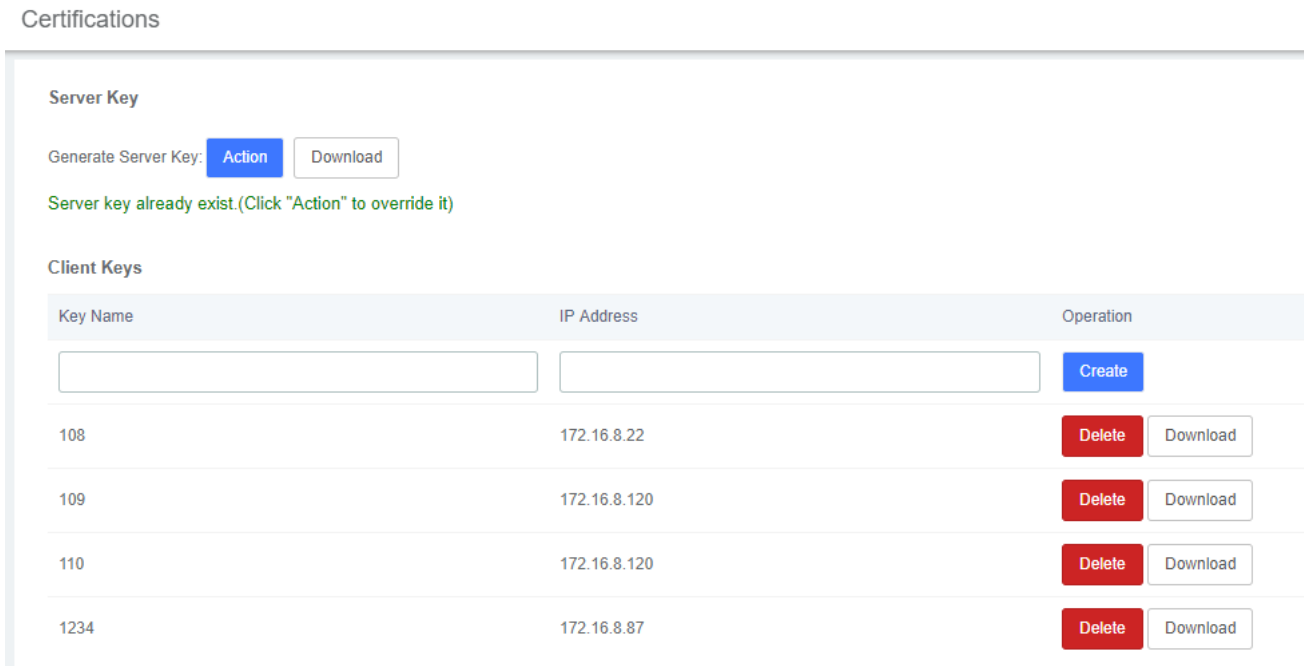 Certifications
Server Key
Generate Server Key: Action Download
Server key already exist.(Click "Action" to override it)
Client Keys
Key Name IP Address Operation
Create
108 172.16.8.22 Delete Download
109 172.16.8.120 Delete Download
110 172.16.8.120 Delete Download
1234 172.16.8.87 Delete Download